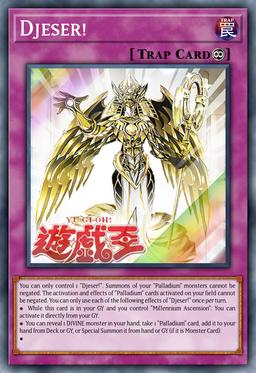 DJESER!
[TRAP CARD]
TRAP
罠
YU-GI-OH!
遊戯王
You can only control 1 "Djeser!". Summons of your "Palladium" monsters cannot be
negated. The activation and effects of "Palladium" cards activated on your field cannot
be negated. You can only use each of the following effects of "Djeser!" once per turn.
● While this card is in your GY and you control "Millennium Ascension": You can
activate it directly from your GY.
● You can reveal 1 DIVINE monster in your hand; take 1 "Palladium" card, add it to your
hand from Deck or GY, or Special Summon it from hand or GY (if it is Monster Card).
●